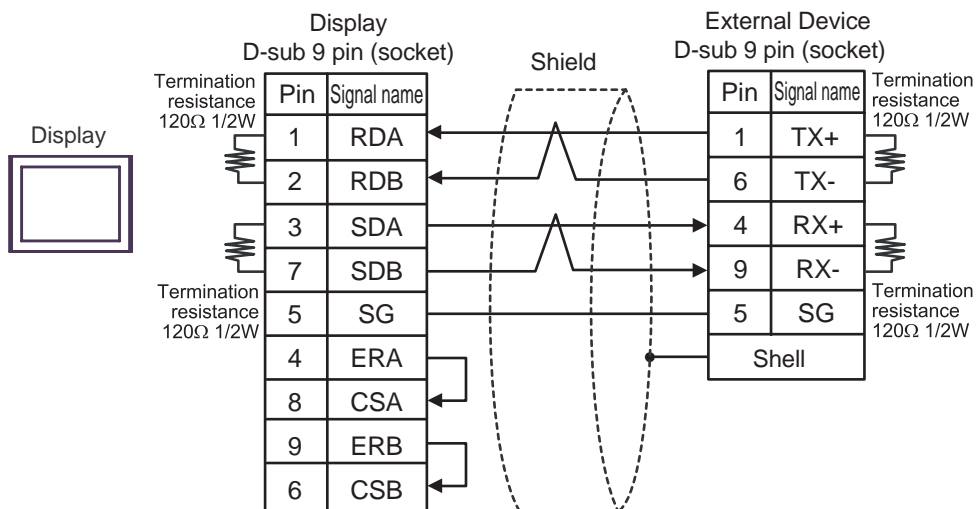 Display
D-sub 9 pin (socket)
External Device
D-sub 9 pin (socket)
Shield
Display
Termination
resistance
120Ω 1/2W
Termination
resistance
120Ω 1/2W
Pin Signal name
1 RDA
2 RDB
3 SDA
7 SDB
5 SG
4 ERA
8 CSA
9 ERB
6 CSB
Pin Signal name
1 TX+
6 TX-
4 RX+
9 RX-
5 SG
Shell
Termination
resistance
120Ω 1/2W
Termination
resistance
120Ω 1/2W